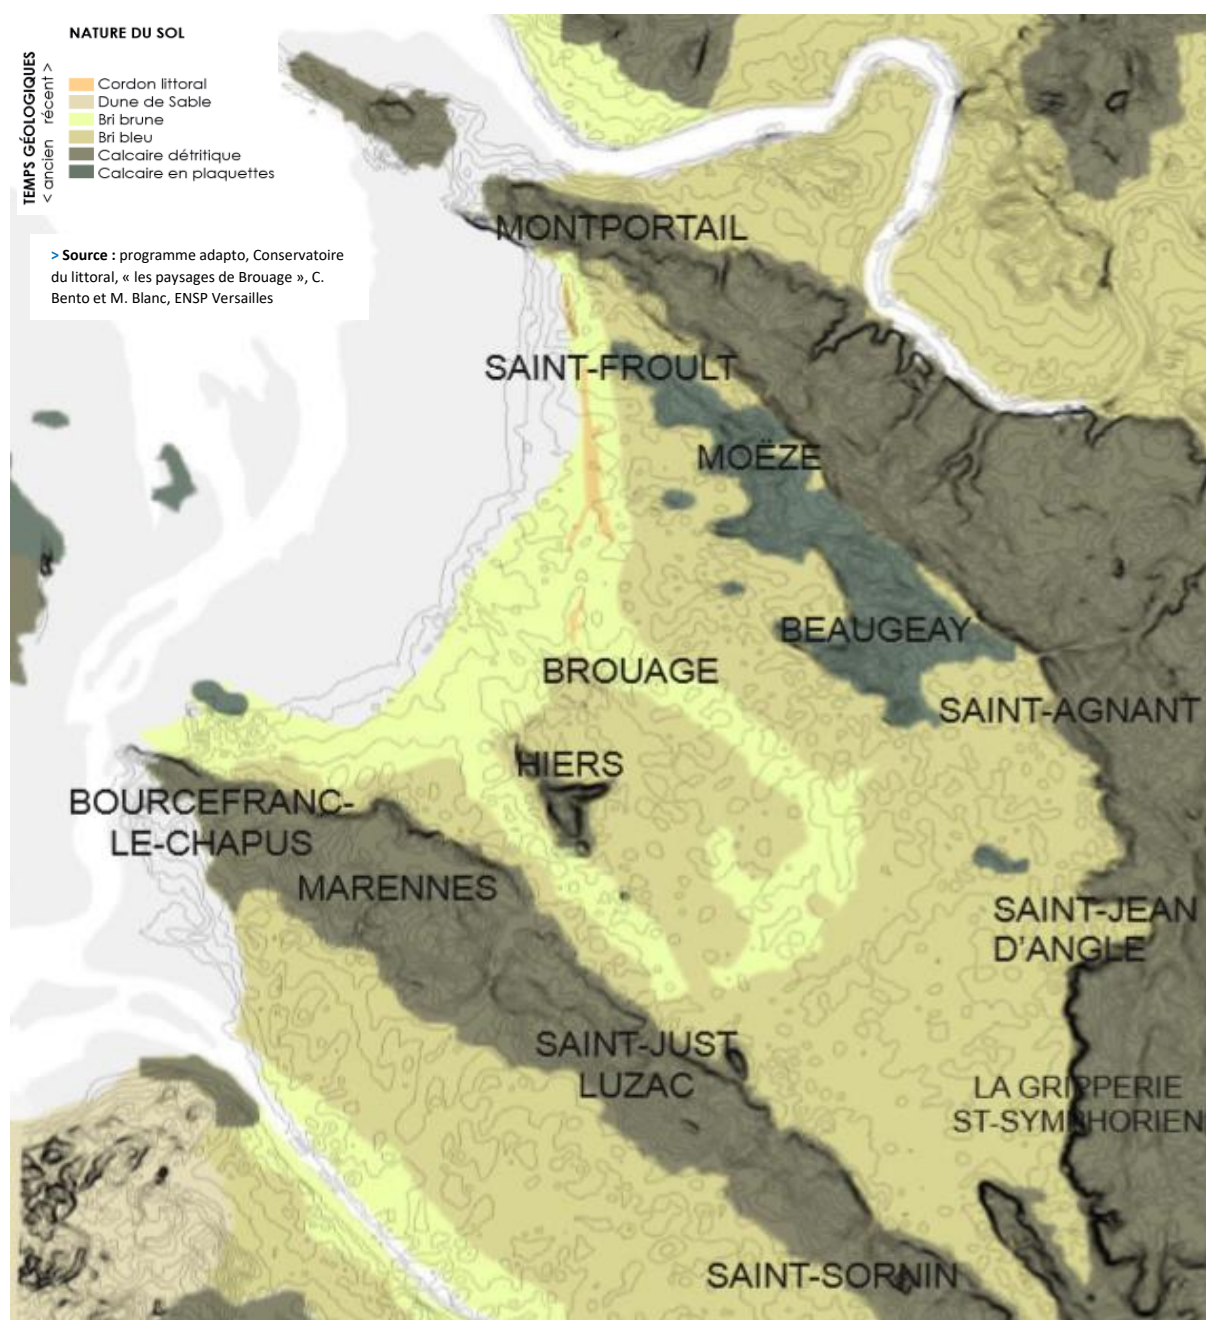 NATURE DU SOL
TEMPS GÉOLOGIQUES
< ancien récent >
Cordon littoral
Dune de Sable
Bri brune
Bri bleu
Calcaire détritique
Calcaire en plaquettes
> Source : programme adapto, Conservatoire
du littoral, « les paysages de Brouage », C.
Bento et M. Blanc, ENSP Versailles
MONTPORTAIL
SAINT-FROULT
MOËZE
BEAUGEAY
BROUAGE
SAINT-AGNANT
HIERS
BOURCEFRANC-
LE-CHAPUS
MARENNES
SAINT-JEAN
D'ANGLE
SAINT-JUST
LUZAC
LA GRIPPERIE
ST-SYMPHORIEN
SAINT-SORNIN